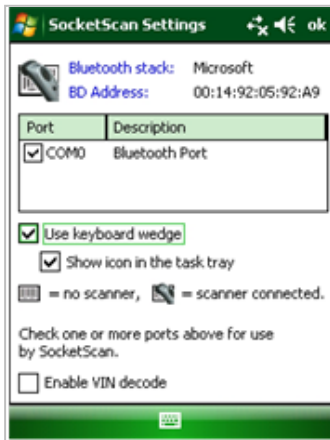 SocketScan Settings ok
Bluetooth stack: Microsoft
BD Address: 00:14:92:05:92:A9
Port Description
COM0 Bluetooth Port
Use keyboard wedge
Show icon in the task tray
= no scanner, = scanner connected.
Check one or more ports above for use
by SocketScan.
Enable VIN decode